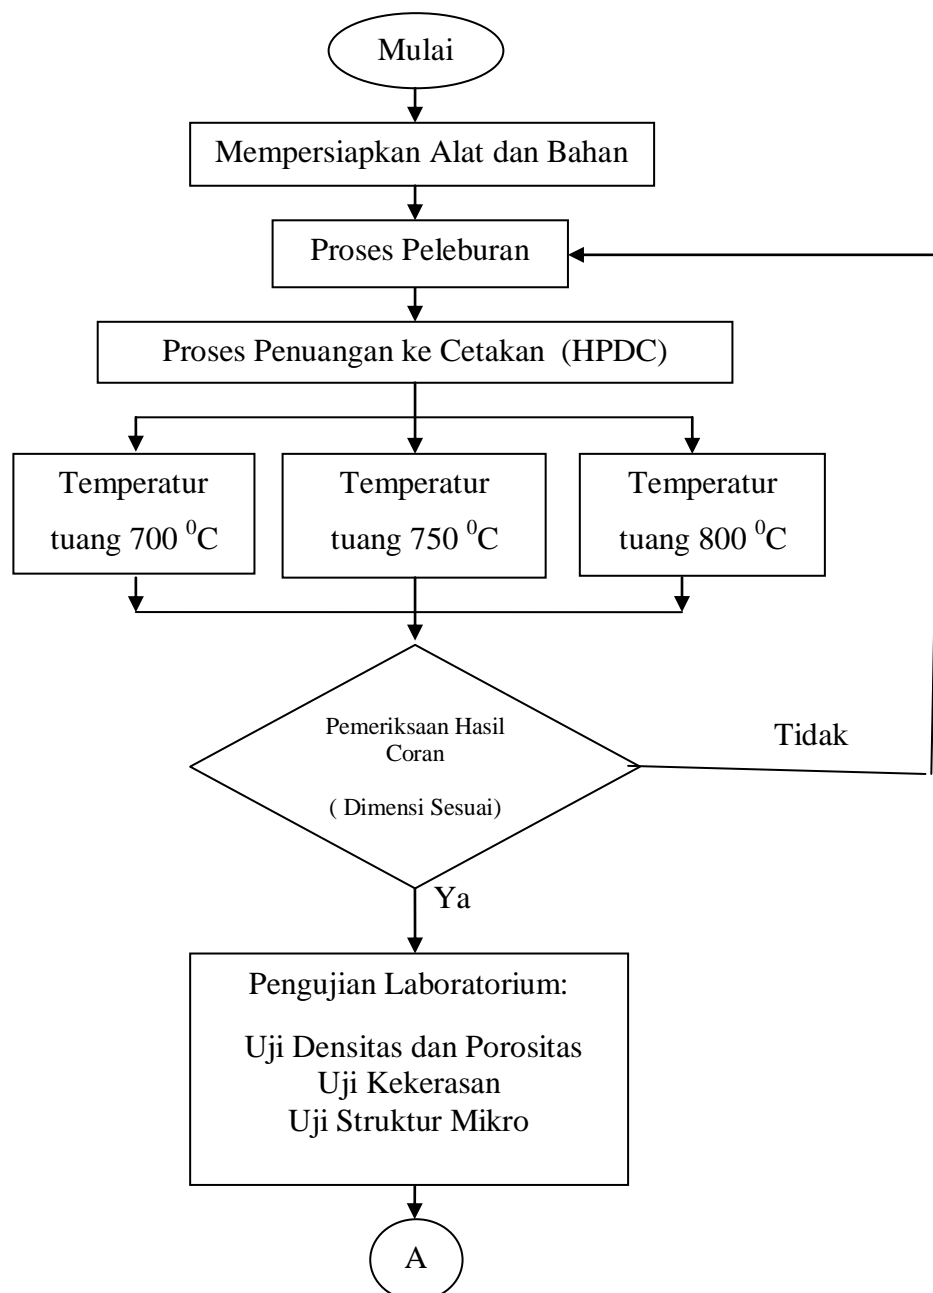 Mulai
Mempersiapkan Alat dan Bahan
Proses Peleburan
Proses Penuangan ke Cetakan  (HPDC)
Temperatur
tuang 700 ⁰C
Temperatur
tuang 750 ⁰C
Temperatur
tuang 800 ⁰C
Pemeriksaan Hasil
Coran
( Dimensi Sesuai)
Tidak
Ya
Pengujian Laboratorium:
Uji Densitas dan Porositas
Uji Kekerasan
Uji Struktur Mikro
A